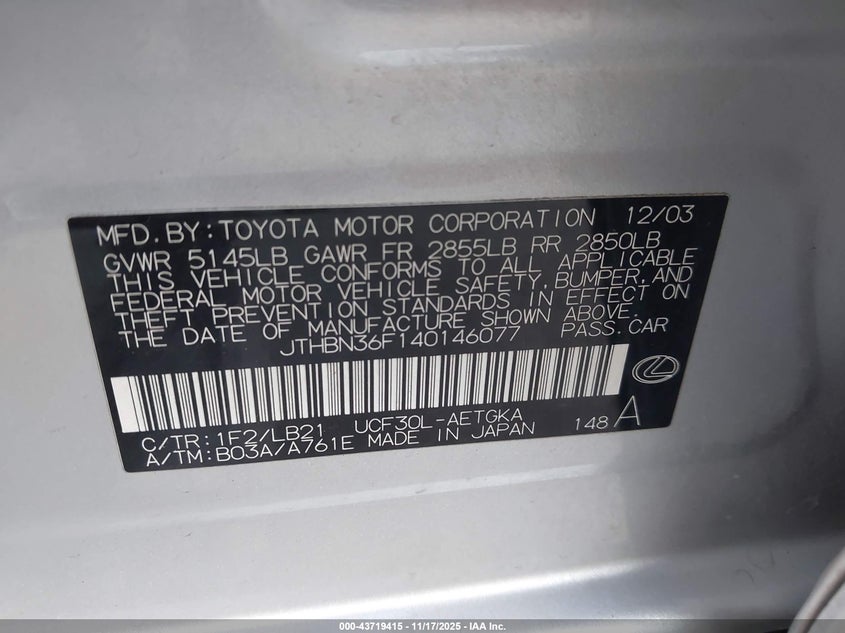 MFD. BY: TOYOTA MOTOR CORPORATION 12/03
GVWR 5145LB GAWR FR 2855LB RR 2850LB
THIS VEHICLE CONFORMS TO ALL APPLICABLE
FEDERAL MOTOR VEHICLE SAFETY, BUMPER, AND
THEFT PREVENTION STANDARDS IN EFFECT ON
THE DATE OF MANUFACTURE SHOWN ABOVE.
JTHBN36F140146077 PASS. CAR
C/TR: 1F2/LB21 UCF30L-AETGKA
A/TM: B03A/A761E MADE IN JAPAN 148 A
000-43719415 - 11/17/2025 - IAA Inc.